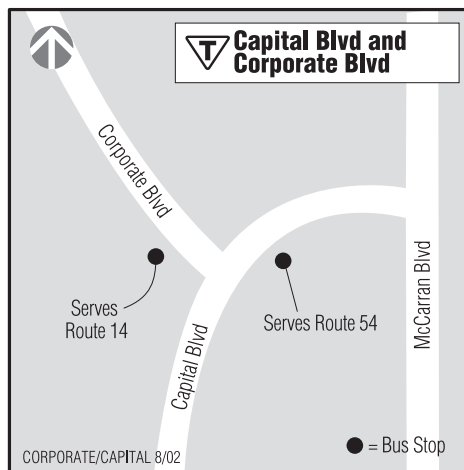 T
Capital Blvd and
Corporate Blvd
Corporate Blvd
Serves
Route 14
Serves Route 54
Capital Blvd
McCarran Blvd
= Bus Stop
CORPORATE/CAPITAL 8/02